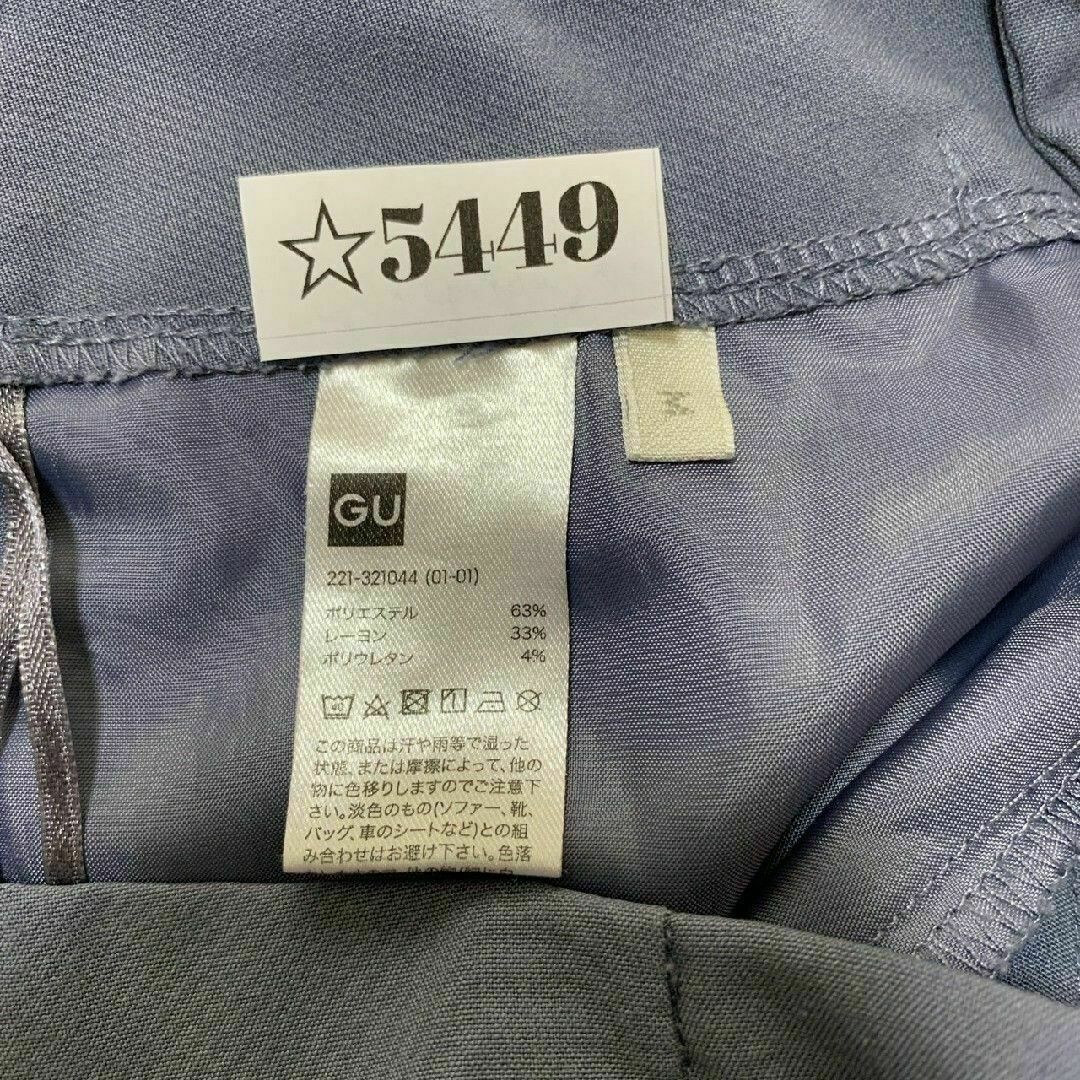 ☆5449
M
GU
221-321044 (01-01)
ポリエステル 63%
レーヨン 33%
ポリウレタン 4%
40
この商品は汗や雨等で湿った
状態、または摩擦によって、他の
物に色移りしますのでご注意下
さい。淡色のもの(ソファー、靴、
バッグ、車のシートなど)との組
み合わせはお避け下さい。色落